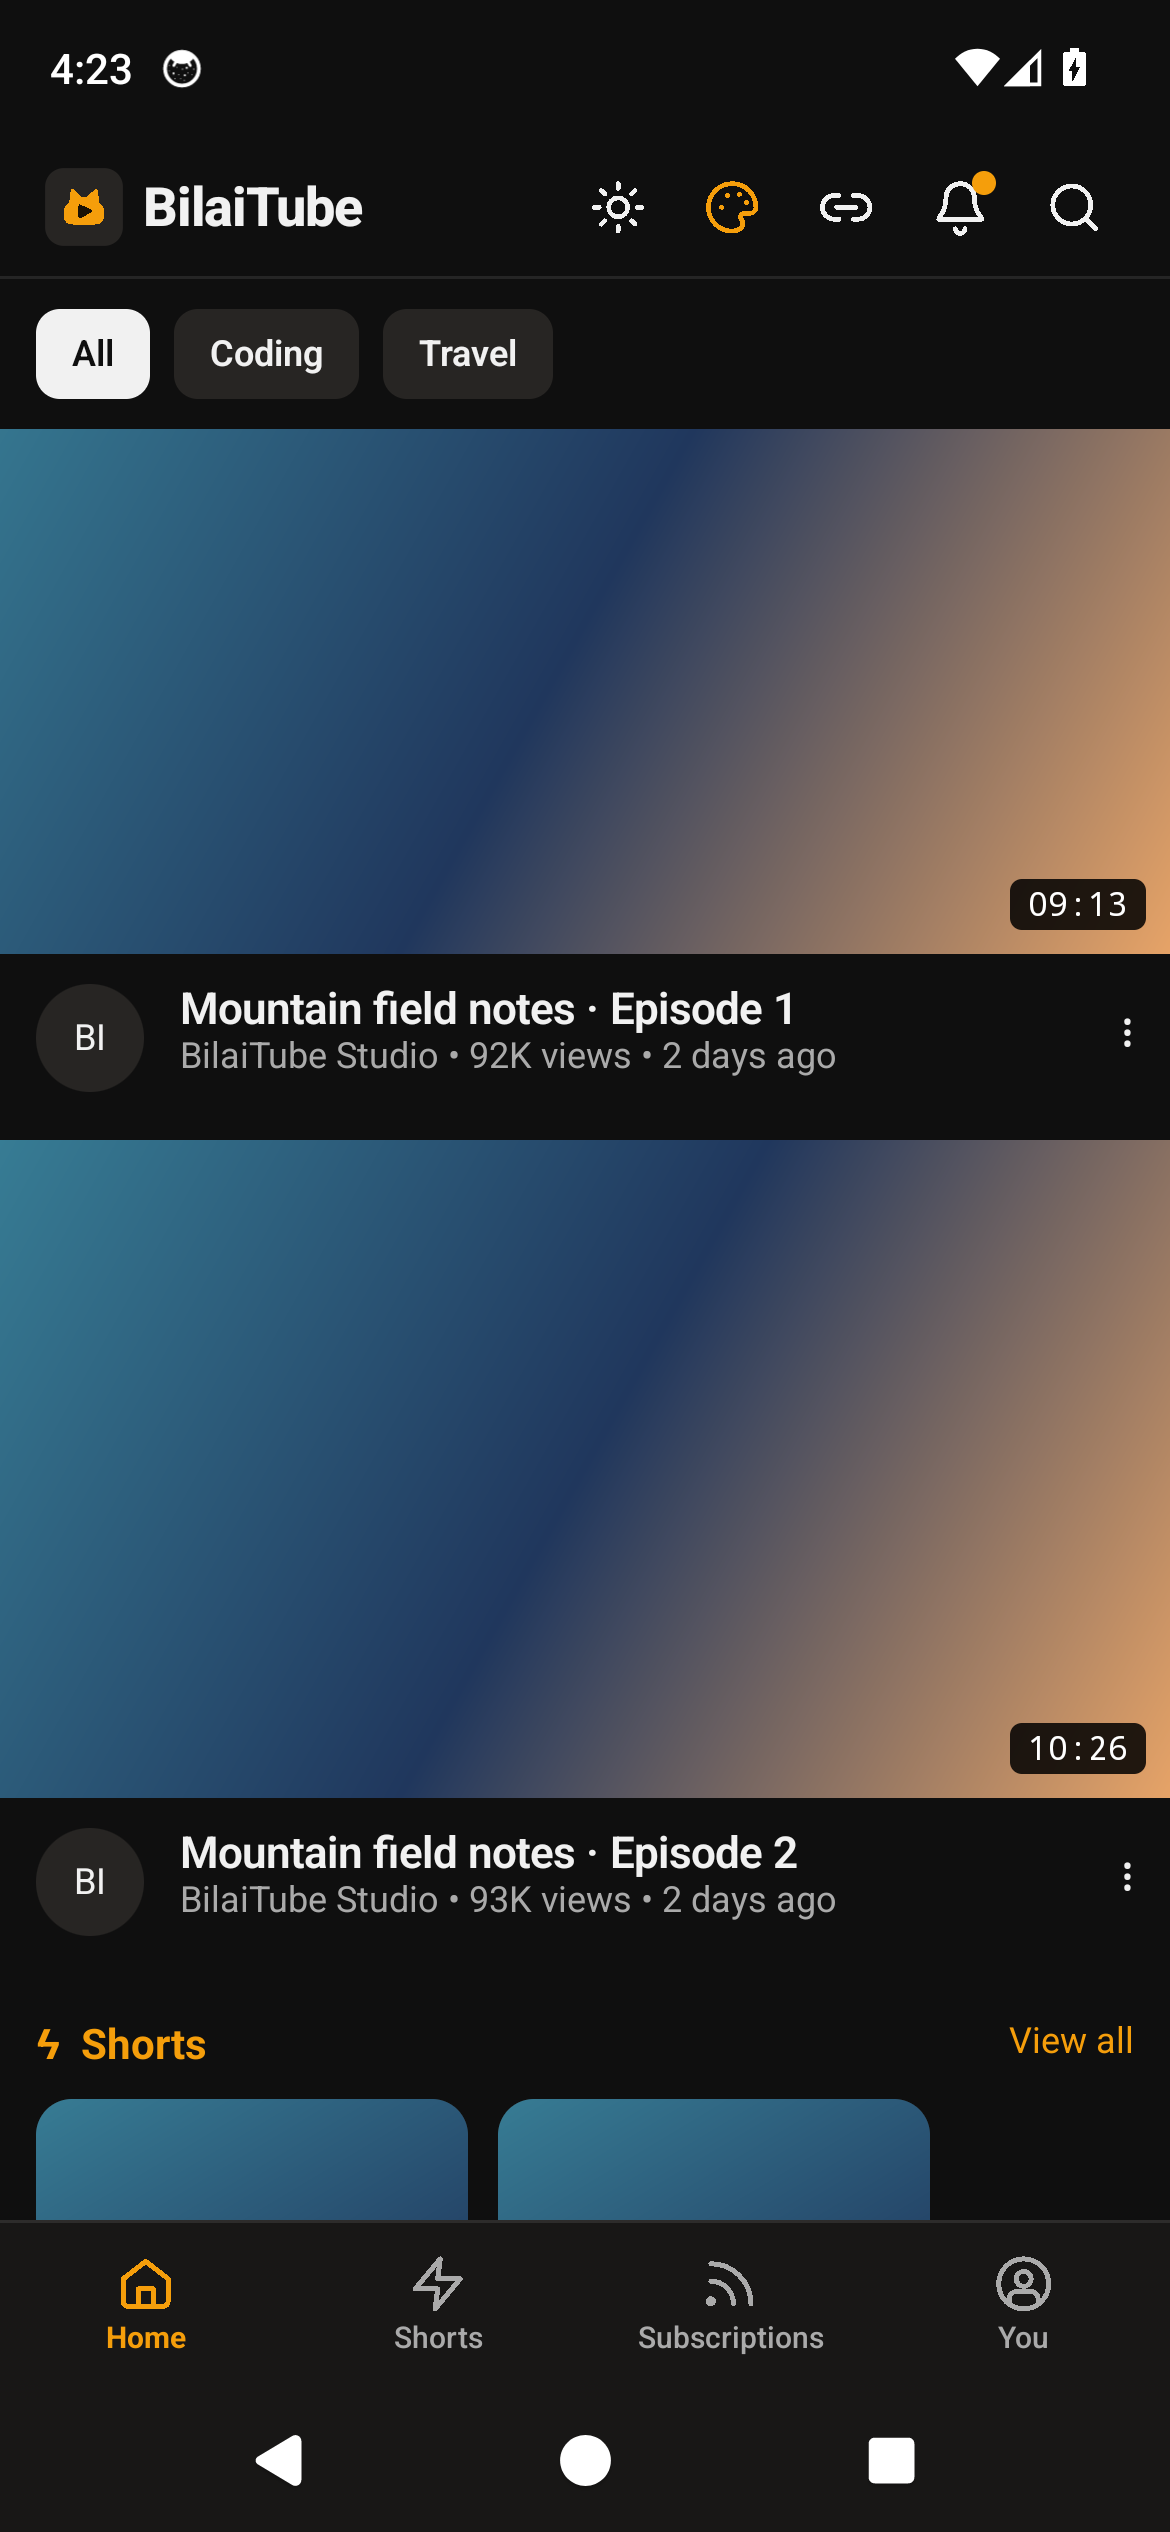 4:23
BilaiTube
All
Coding
Travel
09:13
BI
Mountain field notes · Episode 1
BilaiTube Studio • 92K views • 2 days ago
10:26
BI
Mountain field notes · Episode 2
BilaiTube Studio • 93K views • 2 days ago
Shorts
View all
Home
Shorts
Subscriptions
You